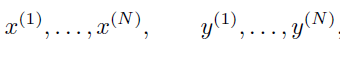 x^{(1)}, . . . , x^{(N)}, y^{(1)}, . . . , y^{(N)},